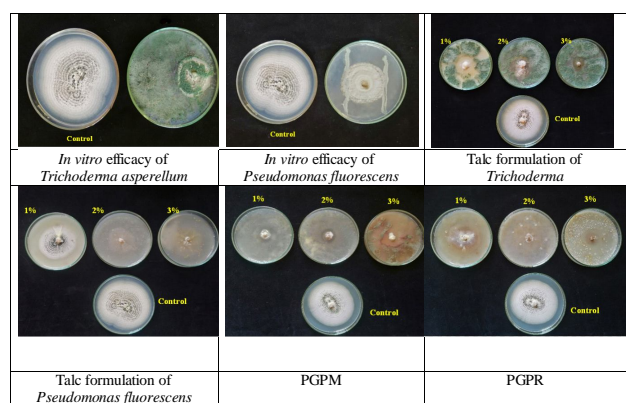 Control
Control
1%
2%
3%
Control
In vitro efficacy of
Trichoderma asperellum
In vitro efficacy of
Pseudomonas fluorescens
Talc formulation of
Trichoderma
1%
2%
3%
Control
1%
2%
3%
Control
1%
2%
3%
Control
Talc formulation of
Pseudomonas fluorescens
PGPM
PGPR